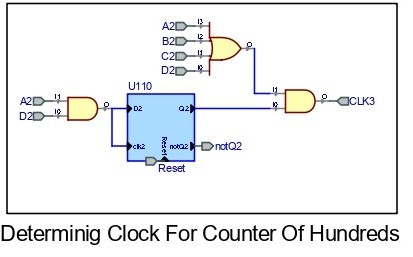 A2 I3
B2 I2
C2 I1
D2 I0
O
U110
A2 I1
D2 I0
O
D2 Q2
clk2 notQ2
Reset
Reset
notQ2
I1
I0
O
CLK3
Determinig Clock For Counter Of Hundreds